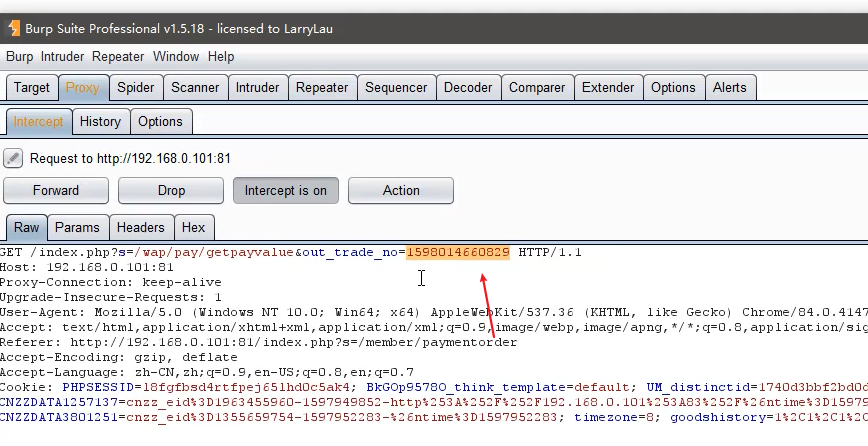 Burp Suite Professional v1.5.18 - licensed to LarryLau
Burp Intruder Repeater Window Help
Target Proxy Spider Scanner Intruder Repeater Sequencer Decoder Comparer Extender Options Alerts
Intercept History Options
Request to http://192.168.0.101:81
Forward Drop Intercept is on Action
Raw Params Headers Hex
GET /index.php?s=/wap/pay/getpayvalue&out_trade_no=1598014660829 HTTP/1.1
Host: 192.168.0.101:81
Proxy-Connection: keep-alive
Upgrade-Insecure-Requests: 1
User-Agent: Mozilla/5.0 (Windows NT 10.0; Win64; x64) AppleWebKit/537.36 (KHTML, like Gecko) Chrome/84.0.4147
Accept: text/html,application/xhtml+xml,application/xml;q=0.9,image/webp,image/apng,*/*;q=0.8,application/sig
Referer: http://192.168.0.101:81/index.php?s=/member/paymentorder
Accept-Encoding: gzip, deflate
Accept-Language: zh-CN,zh;q=0.9,en-US;q=0.8,en;q=0.7
Cookie: PHPSESSID=18fgfbsd4rtfpej65lhd0c5ak4; BkGOp9578O_think_template=default; UM_distinctid=1740d3bbf2bd0d
CNZZDATA1257137=cnzz_eid%3D1963455960-1597949852-http%253A%252F%252F192.168.0.101%253A83%252F%26ntime%3D15979
CNZZDATA3801251=cnzz_eid%3D1355659754-1597952283-%26ntime%3D1597952283; timezone=8; goodshistory=1%2C1%2C1%2C